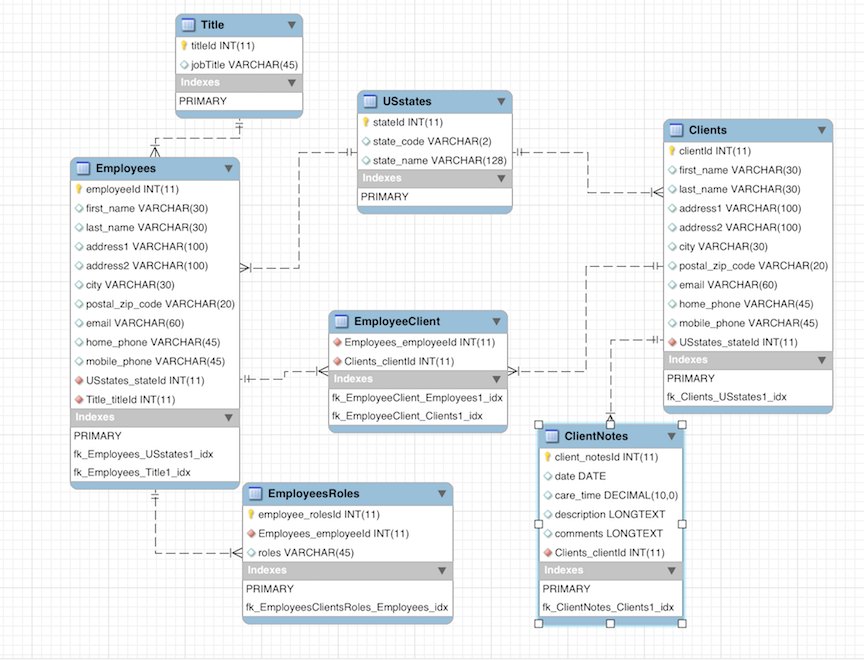 Title
titleId INT(11)
jobTitle VARCHAR(45)
Indexes
PRIMARY
USstates
stateId INT(11)
state_code VARCHAR(2)
state_name VARCHAR(128)
Indexes
PRIMARY
Clients
clientId INT(11)
first_name VARCHAR(30)
last_name VARCHAR(30)
address1 VARCHAR(100)
address2 VARCHAR(100)
city VARCHAR(30)
postal_zip_code VARCHAR(20)
email VARCHAR(60)
home_phone VARCHAR(45)
mobile_phone VARCHAR(45)
USstates_stateId INT(11)
Indexes
PRIMARY
fk_Clients_USstates1_idx
Employees
employeeId INT(11)
first_name VARCHAR(30)
last_name VARCHAR(30)
address1 VARCHAR(100)
address2 VARCHAR(100)
city VARCHAR(30)
postal_zip_code VARCHAR(20)
email VARCHAR(60)
home_phone VARCHAR(45)
mobile_phone VARCHAR(45)
USstates_stateId INT(11)
Title_titleId INT(11)
Indexes
PRIMARY
fk_Employees_USstates1_idx
fk_Employees_Title1_idx
EmployeeClient
Employees_employeeId INT(11)
Clients_clientId INT(11)
Indexes
fk_EmployeeClient_Employees1_idx
fk_EmployeeClient_Clients1_idx
EmployeesRoles
employee_rolesId INT(11)
Employees_employeeId INT(11)
roles VARCHAR(45)
Indexes
PRIMARY
fk_EmployeesClientsRoles_Employees_idx
ClientNotes
client_notesId INT(11)
date DATE
care_time DECIMAL(10,0)
description LONGTEXT
comments LONGTEXT
Clients_clientId INT(11)
Indexes
PRIMARY
fk_ClientNotes_Clients1_idx